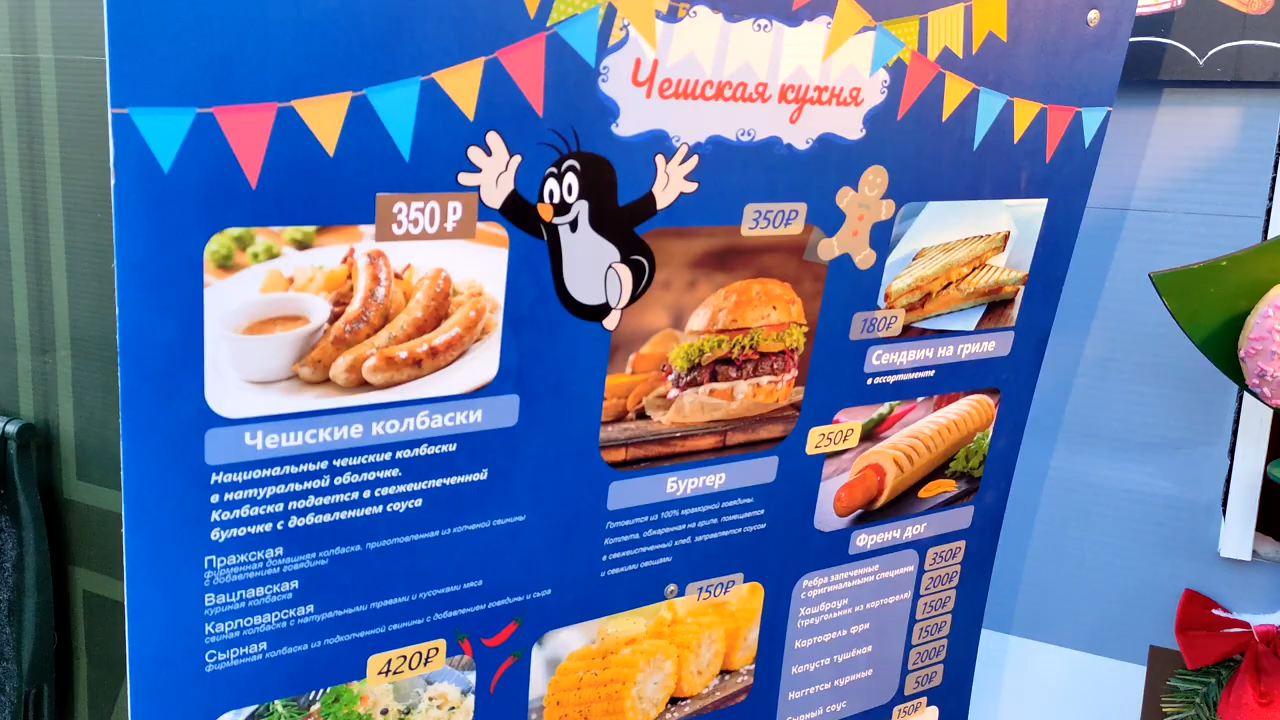 Чешская кухня
350 ₽
Чешские колбаски
Национальные чешские колбаски
в натуральной оболочке.
Колбаска подается в свежеиспеченной
булочке с добавлением соуса
Пражская
фирменная домашняя колбаска, приготовленная из копченой свинины
с добавлением говядины
Вацлавская
куриная колбаска
Карловарская
свиная колбаска с натуральными травами и кусочками мяса
Сырная
фирменная колбаска из подкопченной свинины с добавлением говядины и сыра
420₽
350₽
Бургер
Готовится из 100% мраморной говядины.
Котлета, обжаренная на гриле, помещается
в свежеиспеченный хлеб, заправляется соусом
и свежими овощами
150₽
180₽
Сендвич на гриле
в ассортименте
250₽
Френч дог
Ребра запеченные
с оригинальными специями
350₽
Хашбраун
(треугольник из картофеля)
200₽
Картофель фри
150₽
Капуста тушёная
150₽
Наггетсы куриные
200₽
Сырный соус
50₽
150₽